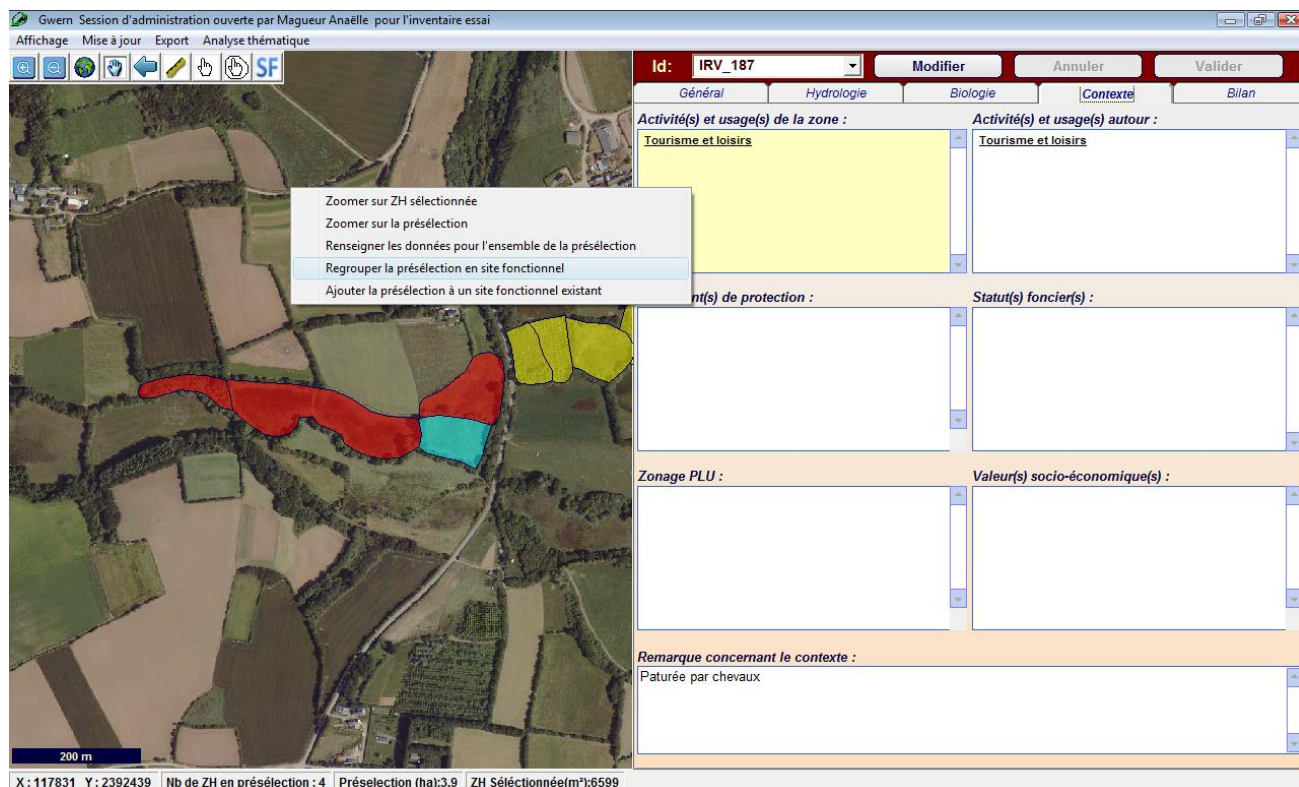 Gwern Session d'administration ouverte par Magueur Anaëlle pour l'inventaire essai
Affichage Mise à jour Export Analyse thématique
SF
Id: IRV_187 Modifier Annuler Valider
Général Hydrologie Biologie Contexte Bilan
Activité(s) et usage(s) de la zone : Activité(s) et usage(s) autour :
Tourisme et loisirs Tourisme et loisirs
Zoomer sur ZH sélectionnée
Zoomer sur la présélection
Renseigner les données pour l'ensemble de la présélection
Regrouper la présélection en site fonctionnel
Ajouter la présélection à un site fonctionnel existant
nt(s) de protection : Statut(s) foncier(s) :
Zonage PLU : Valeur(s) socio-économique(s) :
Remarque concernant le contexte :
Paturée par chevaux
200 m
X : 117831 Y : 2392439 Nb de ZH en présélection : 4 Préselection (ha):3.9 ZH Séléctionnée(m²):6599